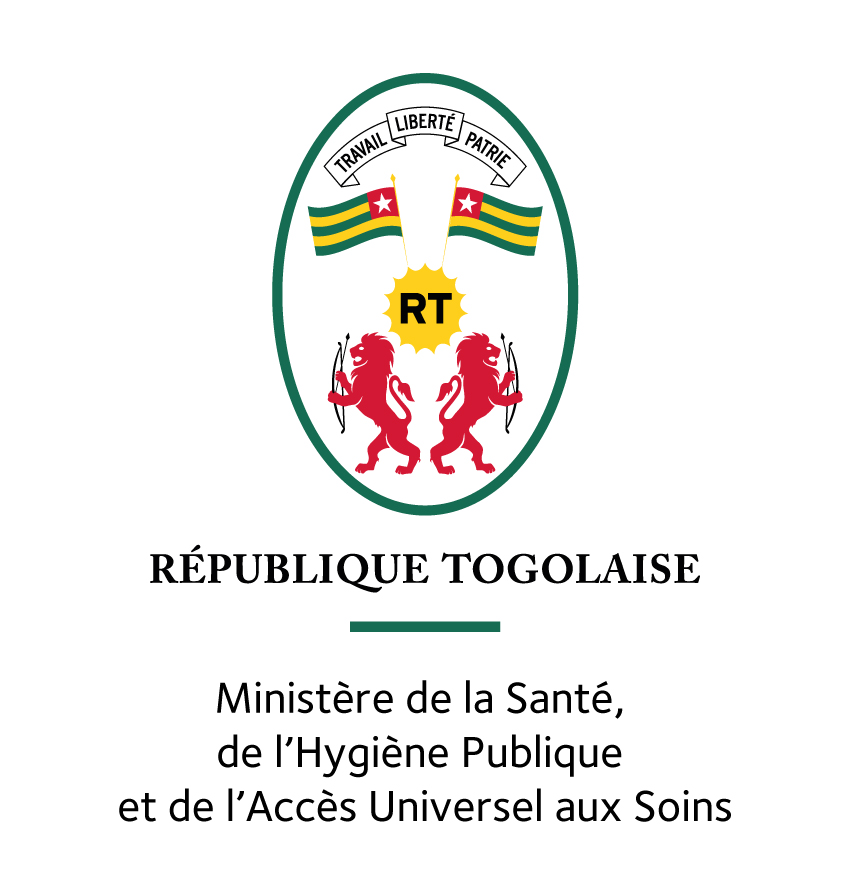 TRAVAIL LIBERTÉ PATRIE
RT
RÉPUBLIQUE TOGOLAISE
Ministère de la Santé,
de l’Hygiène Publique
et de l’Accès Universel aux Soins